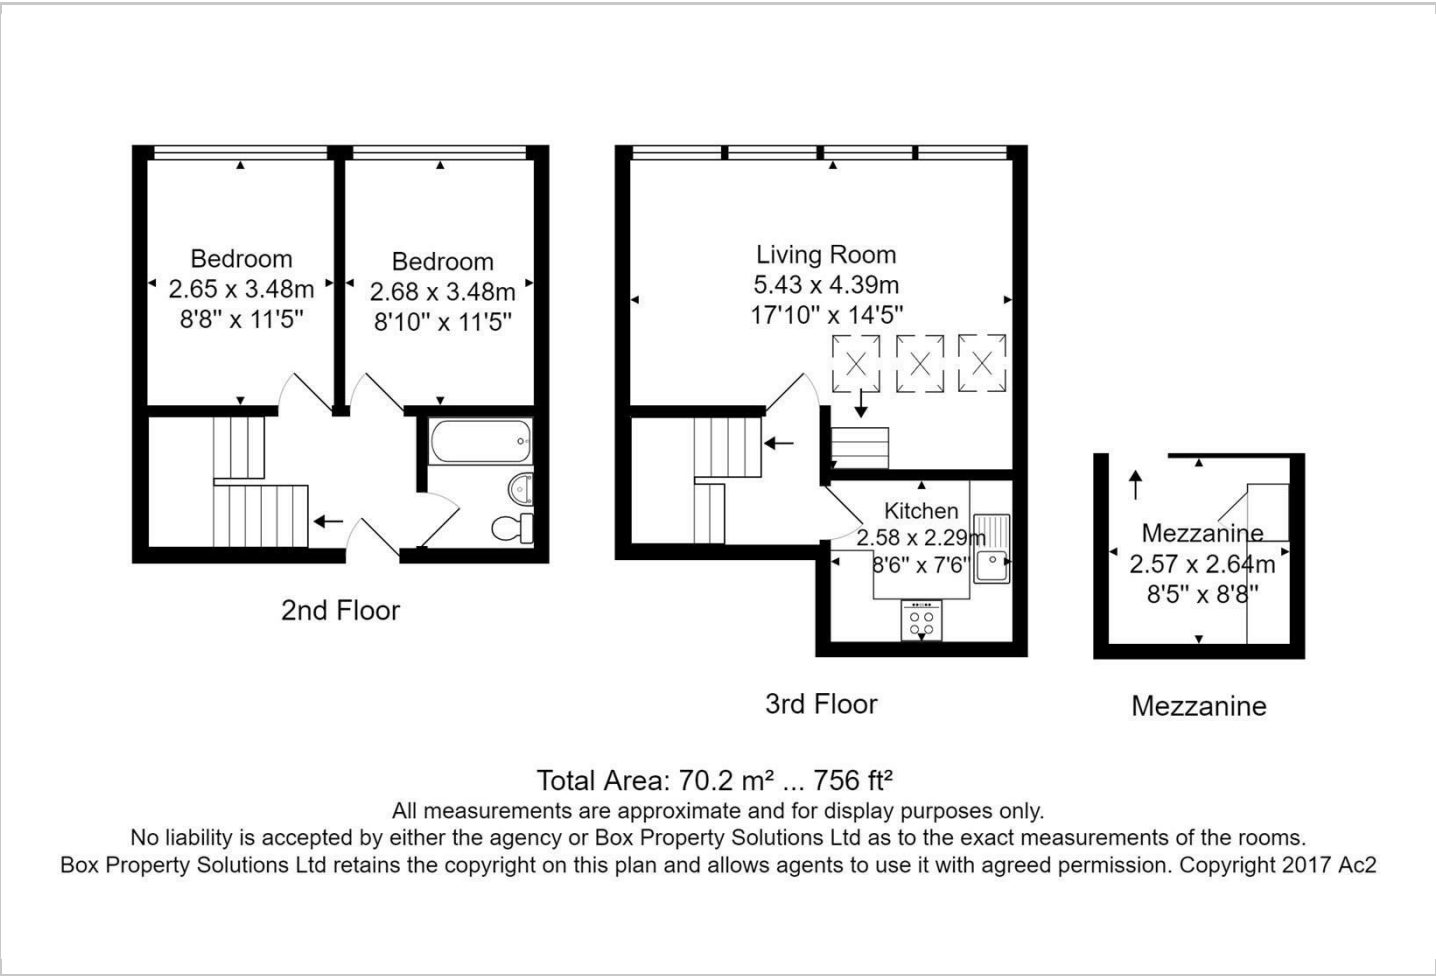 Bedroom
2.65 x 3.48m
8'8" x 11'5"
Bedroom
2.68 x 3.48m
8'10" x 11'5"
2nd Floor
Living Room
5.43 x 4.39m
17'10" x 14'5"
Kitchen
2.58 x 2.29m
8'6" x 7'6"
3rd Floor
Mezzanine
2.57 x 2.64m
8'5" x 8'8"
Mezzanine
Total Area: 70.2 m² ... 756 ft²
All measurements are approximate and for display purposes only.
No liability is accepted by either the agency or Box Property Solutions Ltd as to the exact measurements of the rooms.
Box Property Solutions Ltd retains the copyright on this plan and allows agents to use it with agreed permission. Copyright 2017 Ac2